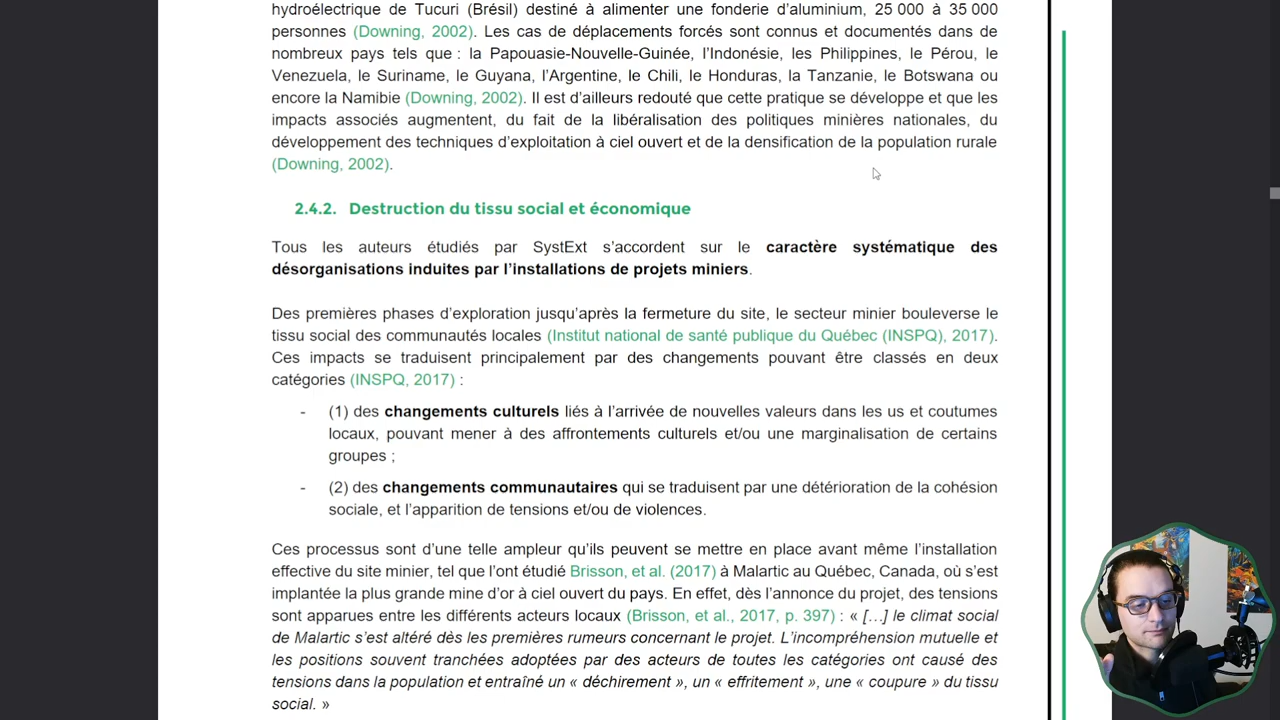 hydroélectrique de Tucuri (Brésil) destiné à alimenter une fonderie d'aluminium, 25 000 à 35 000
personnes (Downing, 2002). Les cas de déplacements forcés sont connus et documentés dans de
nombreux pays tels que : la Papouasie-Nouvelle-Guinée, l'Indonésie, les Philippines, le Pérou, le
Venezuela, le Suriname, le Guyana, l'Argentine, le Chili, le Honduras, la Tanzanie, le Botswana ou
encore la Namibie (Downing, 2002). Il est d'ailleurs redouté que cette pratique se développe et que les
impacts associés augmentent, du fait de la libéralisation des politiques minières nationales, du
développement des techniques d'exploitation à ciel ouvert et de la densification de la population rurale
(Downing, 2002).
2.4.2. Destruction du tissu social et économique
Tous les auteurs étudiés par SystExt s'accordent sur le caractère systématique des
désorganisations induites par l'installations de projets miniers.
Des premières phases d'exploration jusqu'après la fermeture du site, le secteur minier bouleverse le
tissu social des communautés locales (Institut national de santé publique du Québec (INSPQ), 2017).
Ces impacts se traduisent principalement par des changements pouvant être classés en deux
catégories (INSPQ, 2017) :
- (1) des changements culturels liés à l'arrivée de nouvelles valeurs dans les us et coutumes
locaux, pouvant mener à des affrontements culturels et/ou une marginalisation de certains
groupes ;
- (2) des changements communautaires qui se traduisent par une détérioration de la cohésion
sociale, et l'apparition de tensions et/ou de violences.
Ces processus sont d'une telle ampleur qu'ils peuvent se mettre en place avant même l'installation
effective du site minier, tel que l'ont étudié Brisson, et al. (2017) à Malartic au Québec, Canada, où s'est
implantée la plus grande mine d'or à ciel ouvert du pays. En effet, dès l'annonce du projet, des tensions
sont apparues entre les différents acteurs locaux (Brisson, et al., 2017, p. 397) : « […] le climat social
de Malartic s'est altéré dès les premières rumeurs concernant le projet. L'incompréhension mutuelle et
les positions souvent tranchées adoptées par des acteurs de toutes les catégories ont causé des
tensions dans la population et entraîné un « déchirement », un « effritement », une « coupure » du tissu
social. »